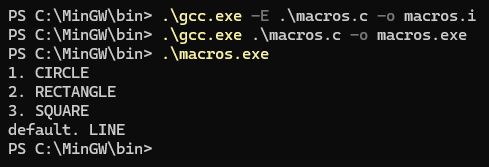 PS C:\MinGW\bin> .\gcc.exe -E .\macros.c -o macros.i
PS C:\MinGW\bin> .\gcc.exe .\macros.c -o macros.exe
PS C:\MinGW\bin> .\macros.exe
1. CIRCLE
2. RECTANGLE
3. SQUARE
default. LINE
PS C:\MinGW\bin>